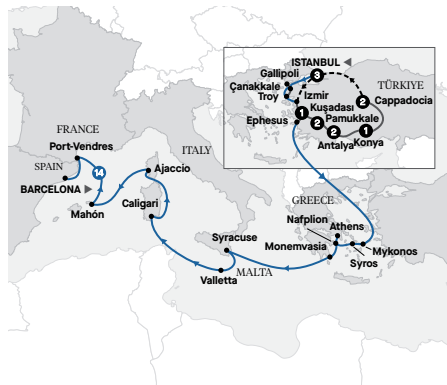 ISTANBUL
Gallipoli
3
TÜRKIYE
Çanakkale
Troy
Izmir
2
Cappadocia
1
Kuşadası
Ephesus
2
Pamukkale
2
1
Antalya
Konya
FRANCE
Port-Vendres
ITALY
SPAIN
14
Ajaccio
BARCELONA
Mahón
Caligari
GREECE
Nafplion
Athens
Syracuse
Monemvasia
Mykonos
Syros
MALTA
Valletta